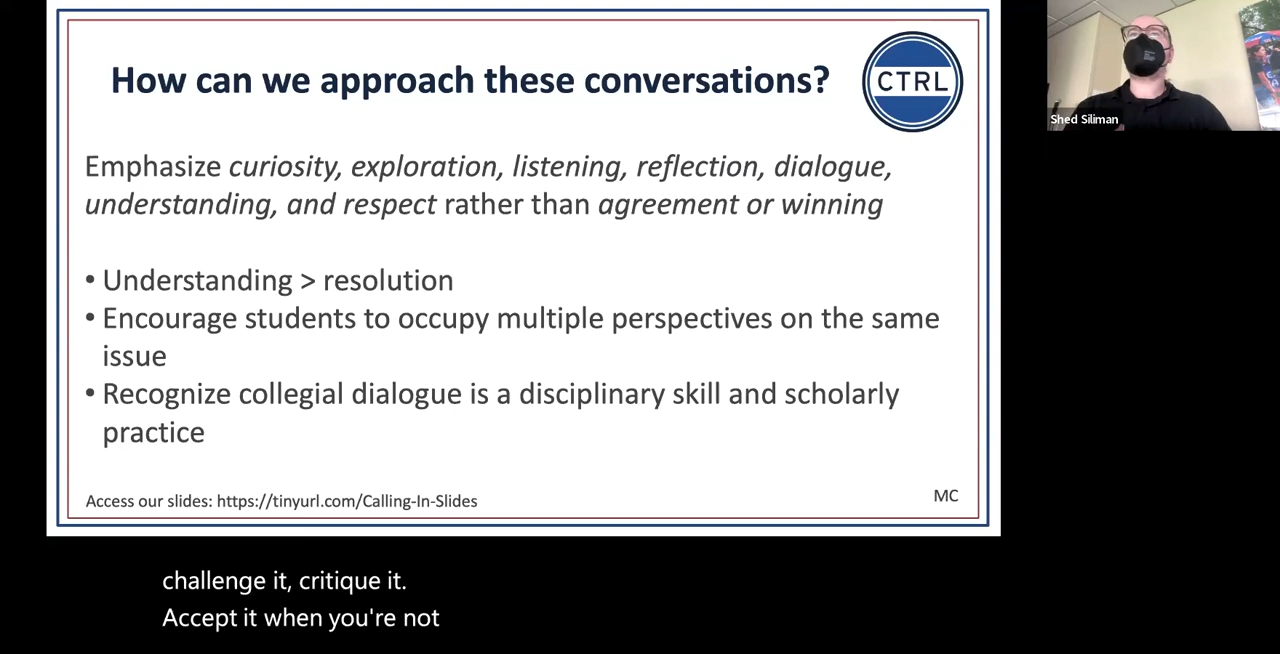 How can we approach these conversations?
CTRL
Shed Siliman
Emphasize curiosity, exploration, listening, reflection, dialogue,
understanding, and respect rather than agreement or winning
• Understanding > resolution
• Encourage students to occupy multiple perspectives on the same
issue
• Recognize collegial dialogue is a disciplinary skill and scholarly
practice
Access our slides: https://tinyurl.com/Calling-In-Slides
MC
challenge it, critique it.
Accept it when you're not